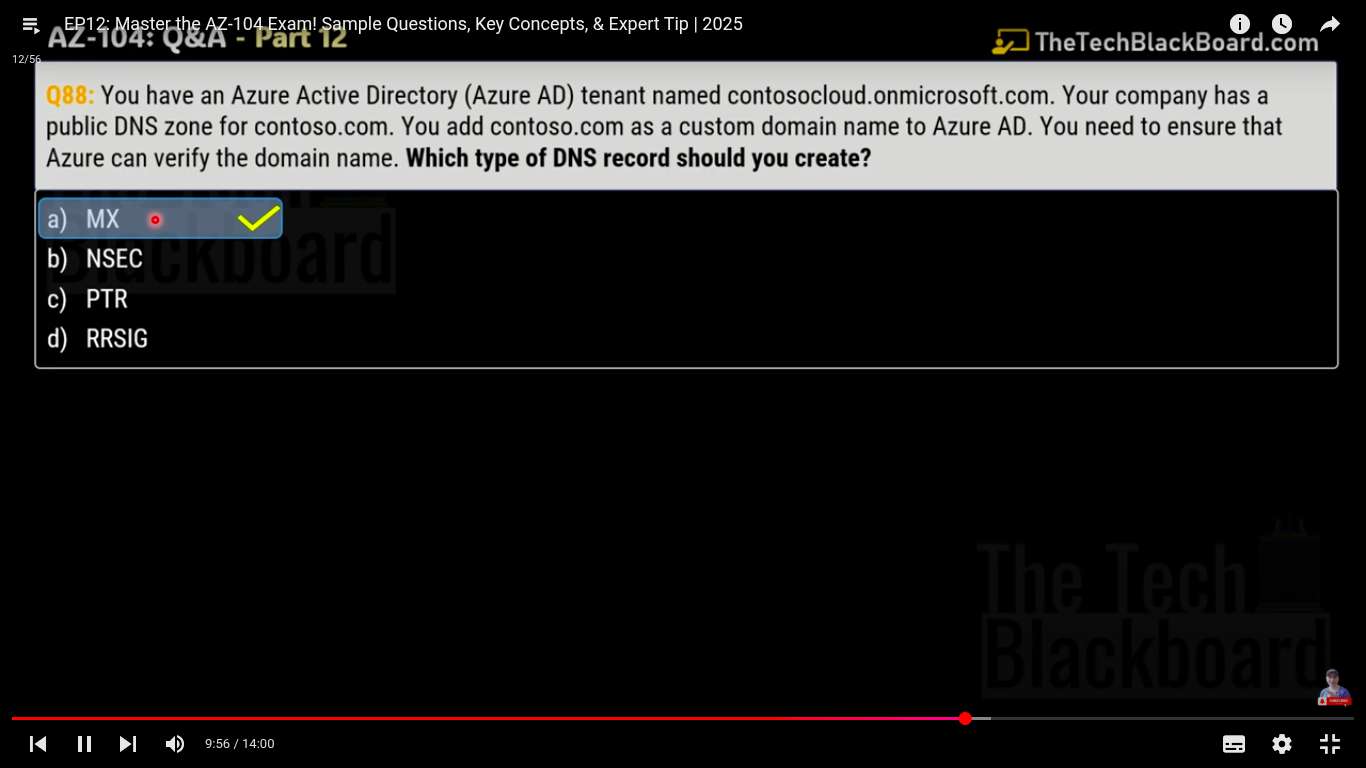 EP12: Master the AZ-104 Exam! Sample Questions, Key Concepts, & Expert Tip | 2025
AZ-104: Q&A - Part 12
TheTechBlackBoard.com
12/56
Q88: You have an Azure Active Directory (Azure AD) tenant named contosocloud.onmicrosoft.com. Your company has a
public DNS zone for contoso.com. You add contoso.com as a custom domain name to Azure AD. You need to ensure that
Azure can verify the domain name. Which type of DNS record should you create?
a) MX
b) NSEC
c) PTR
d) RRSIG
Blackboard
The Tech
Blackboard
9:56 / 14:00